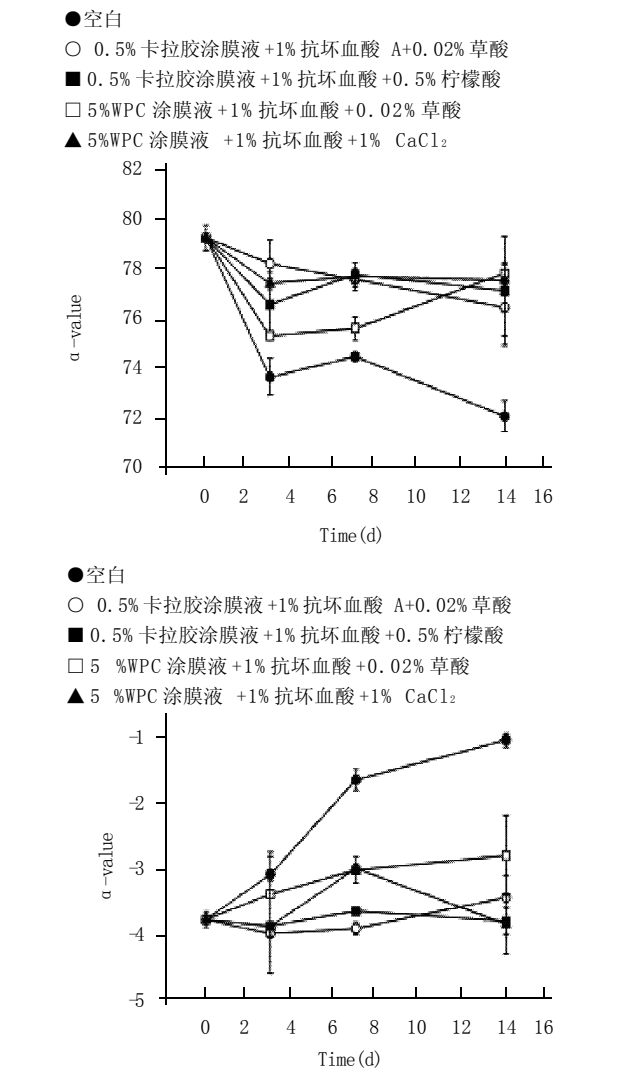 ●空白
○ 0.5%卡拉胶涂膜液+1%抗坏血酸 A+0.02%草酸
■0.5%卡拉胶涂膜液+1%抗坏血酸+0.5%柠檬酸
□5%WPC 涂膜液+1%抗坏血酸+0.02%草酸
▲5%WPC 涂膜液 +1%抗坏血酸+1% CaCl₂
82
80
78
76
74
72
70
α-value
0 2 4 6 8 10 12 14 16
Time(d)
●空白
○ 0.5%卡拉胶涂膜液+1%抗坏血酸 A+0.02%草酸
■0.5%卡拉胶涂膜液+1%抗坏血酸+0.5%柠檬酸
□5 %WPC 涂膜液+1%抗坏血酸+0.02%草酸
▲5 %WPC 涂膜液 +1%抗坏血酸+1% CaCl₂
-1
-2
-3
-4
-5
α-value
0 2 4 6 8 10 12 14 16
Time(d)